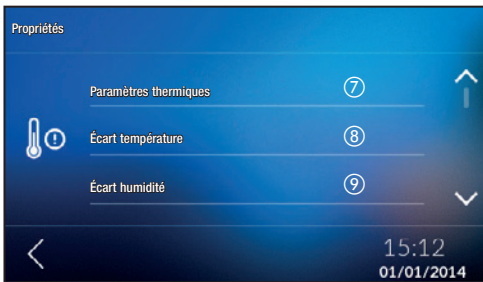 Propriétés
Paramètres thermiques ⑦
Écart température ⑧
Écart humidité ⑨
15:12
01/01/2014